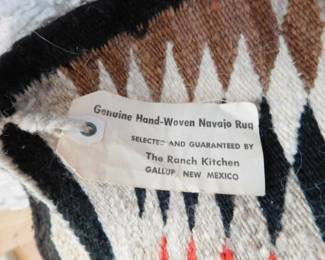 Genuine Hand-Woven Navajo Rug
SELECTED AND GUARANTEED BY
The Ranch Kitchen
GALLUP, NEW MEXICO